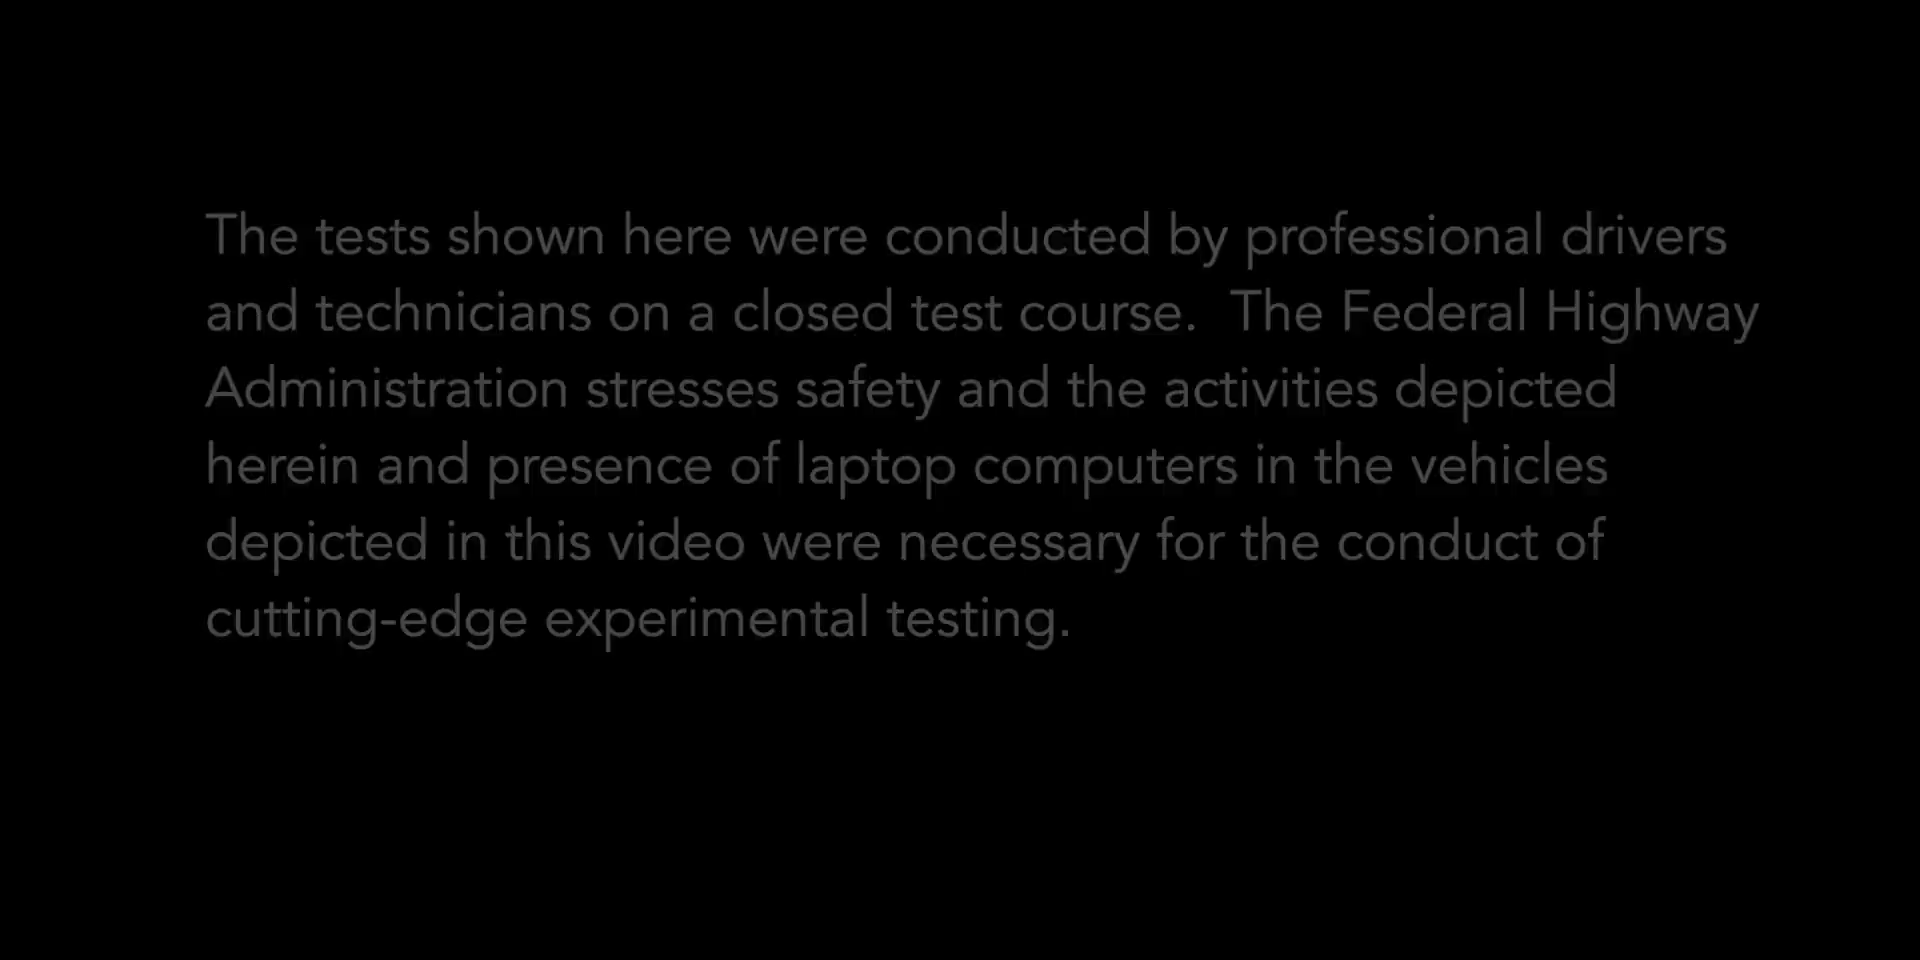 The tests shown here were conducted by professional drivers
and technicians on a closed test course.  The Federal Highway
Administration stresses safety and the activities depicted
herein and presence of laptop computers in the vehicles
depicted in this video were necessary for the conduct of
cutting-edge experimental testing.